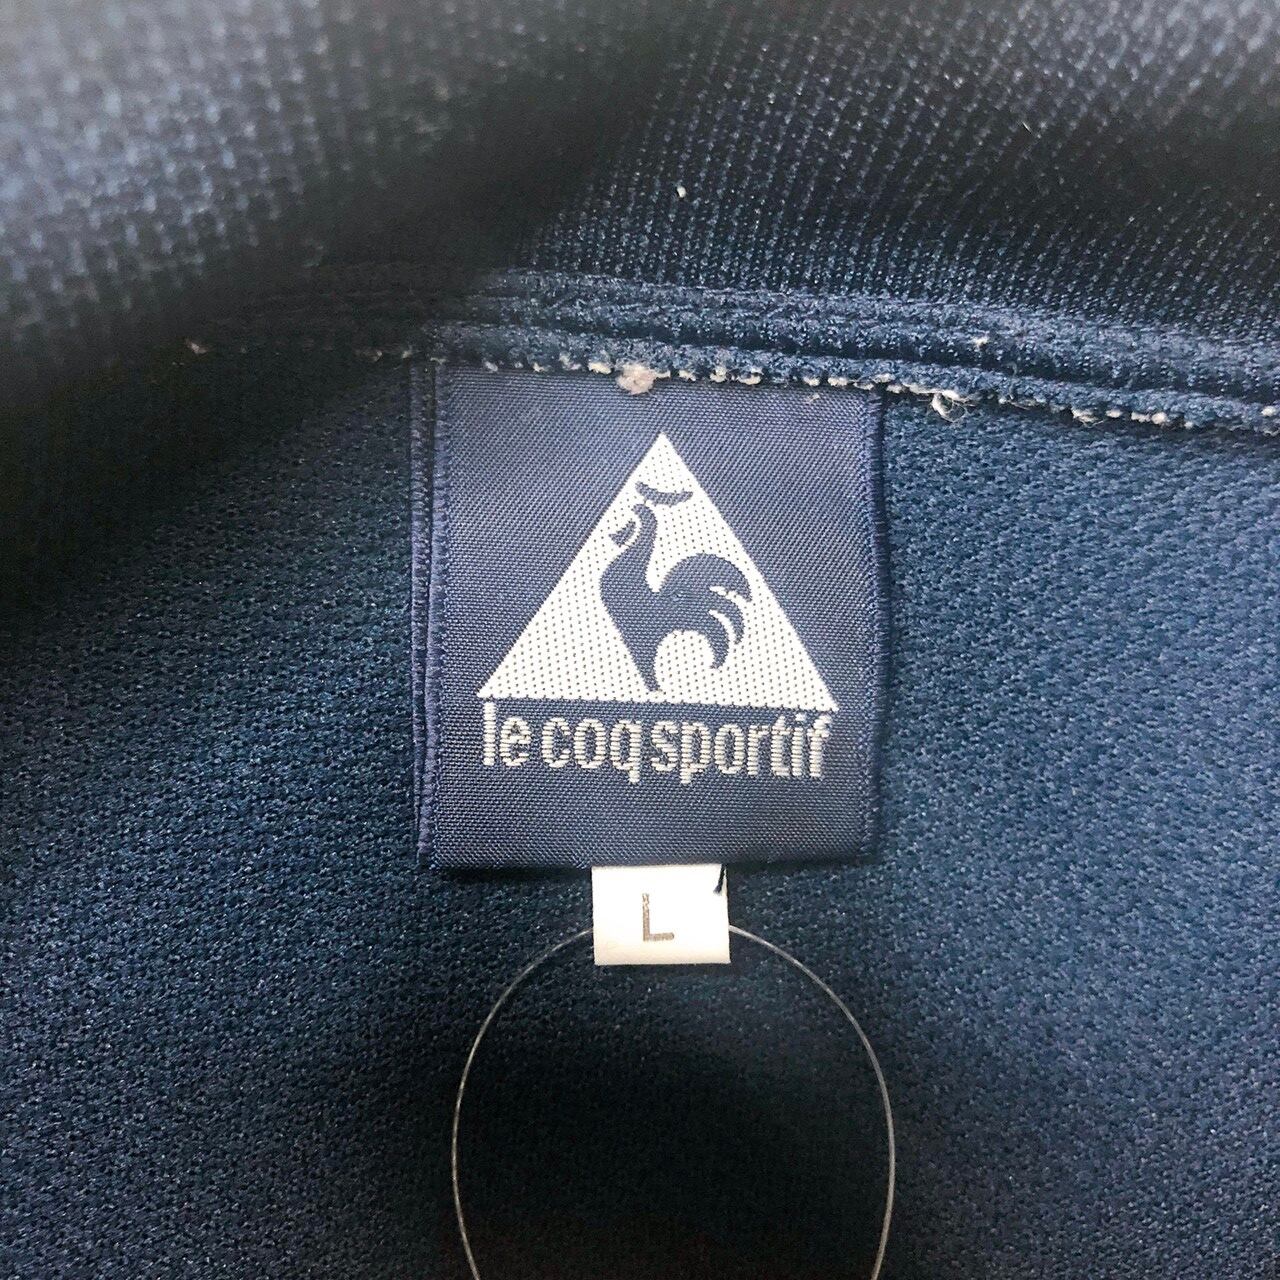 le coq sportif
L